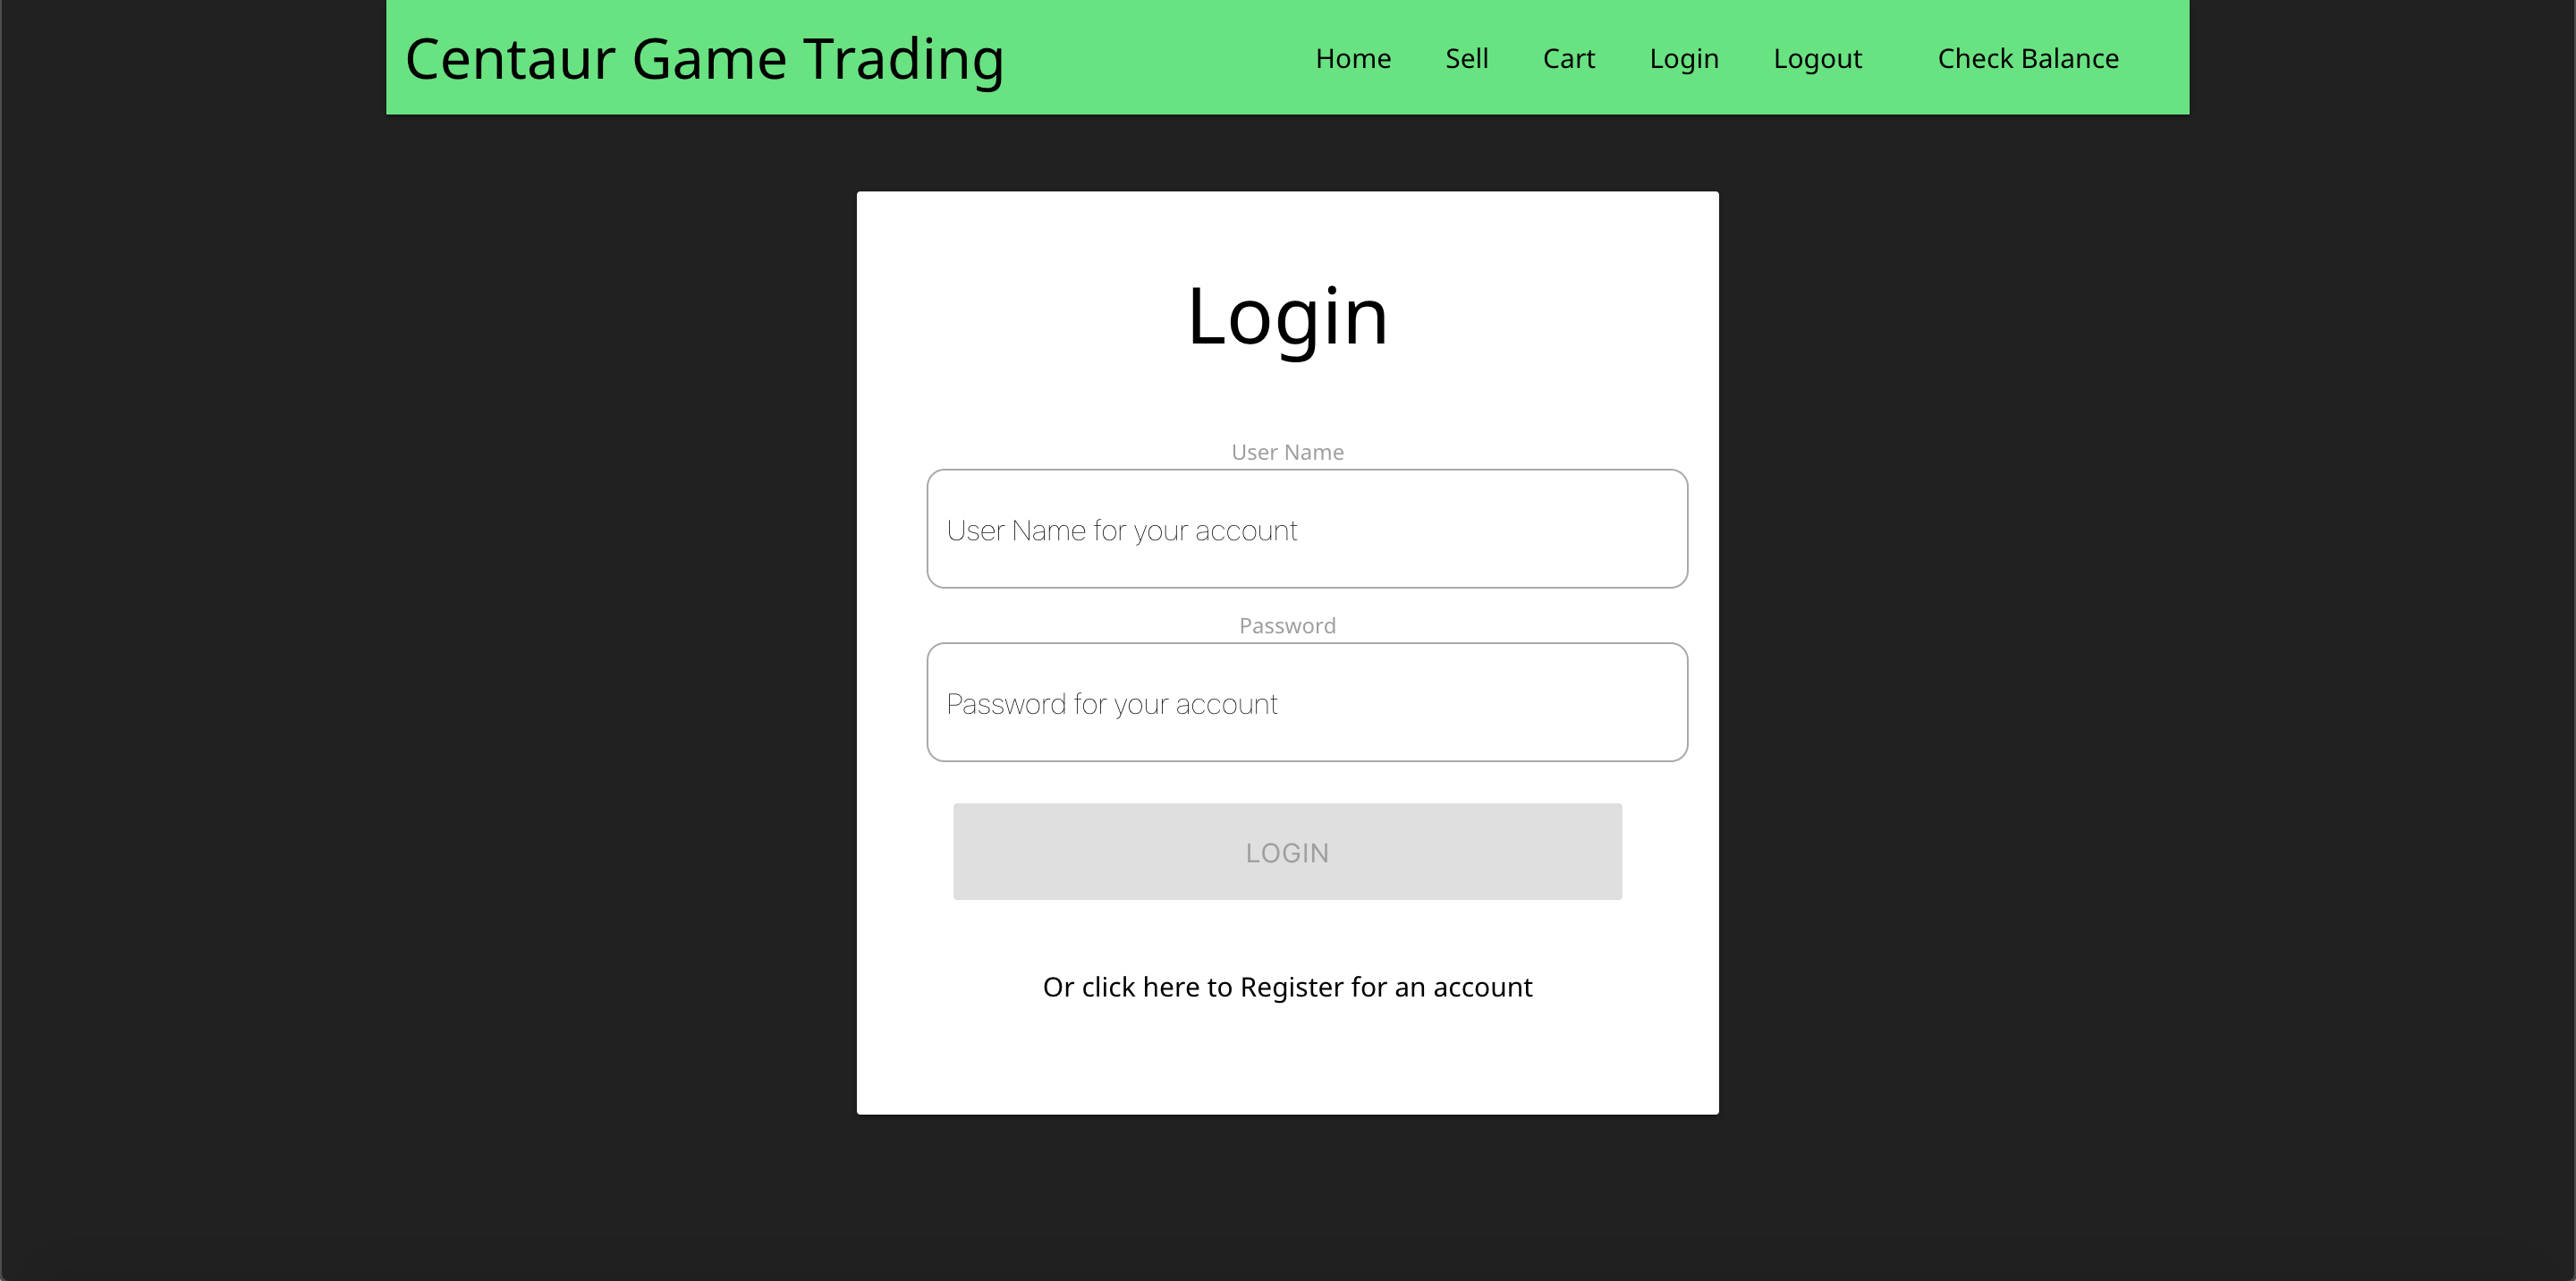 Centaur Game Trading
Home Sell Cart Login Logout Check Balance
Login
User Name
User Name for your account
Password
Password for your account
LOGIN
Or click here to Register for an account